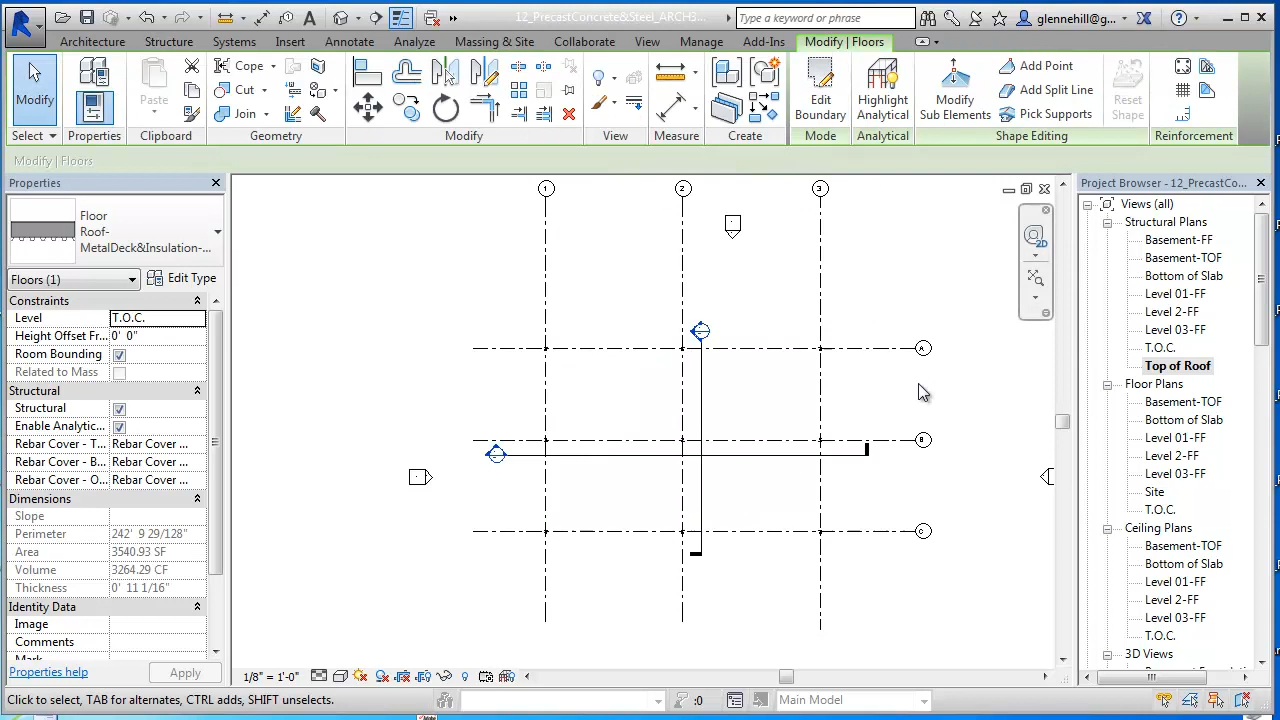 12_PrecastConcrete&Steel_ARCH3...
Type a keyword or phrase
glennehill@g...
Architecture Structure Systems Insert Annotate Analyze Massing & Site Collaborate View Manage Add-Ins Modify | Floors
Modify
Properties
Paste
Cope
Cut
Join
Edit
Boundary
Highlight
Analytical
Modify
Sub Elements
Add Point
Add Split Line
Pick Supports
Reset
Shape
Select Properties Clipboard Geometry Modify View Measure Create Mode Analytical Shape Editing Reinforcement
Modify | Floors
Properties
Floor
Roof-
MetalDeck&Insulation-...
Floors (1)
Edit Type
Constraints
Level T.O.C.
Height Offset Fr... 0' 0"
Room Bounding
Related to Mass
Structural
Structural
Enable Analytic...
Rebar Cover - T... Rebar Cover ...
Rebar Cover - B... Rebar Cover ...
Rebar Cover - O... Rebar Cover ...
Dimensions
Slope
Perimeter 242' 9 29/128"
Area 3540.93 SF
Volume 3264.29 CF
Thickness 0' 11 1/16"
Identity Data
Image
Comments
Mark
Properties help
Apply
1
2
3
A
B
C
2D
1/8" = 1'-0"
Project Browser - 12_PrecastCo...
Views (all)
Structural Plans
Basement-FF
Basement-TOF
Bottom of Slab
Level 01-FF
Level 2-FF
Level 03-FF
T.O.C.
Top of Roof
Floor Plans
Basement-TOF
Bottom of Slab
Level 01-FF
Level 2-FF
Level 03-FF
Site
T.O.C.
Ceiling Plans
Basement-TOF
Bottom of Slab
Level 01-FF
Level 2-FF
Level 03-FF
T.O.C.
3D Views
Click to select, TAB for alternates, CTRL adds, SHIFT unselects.
:0
Main Model